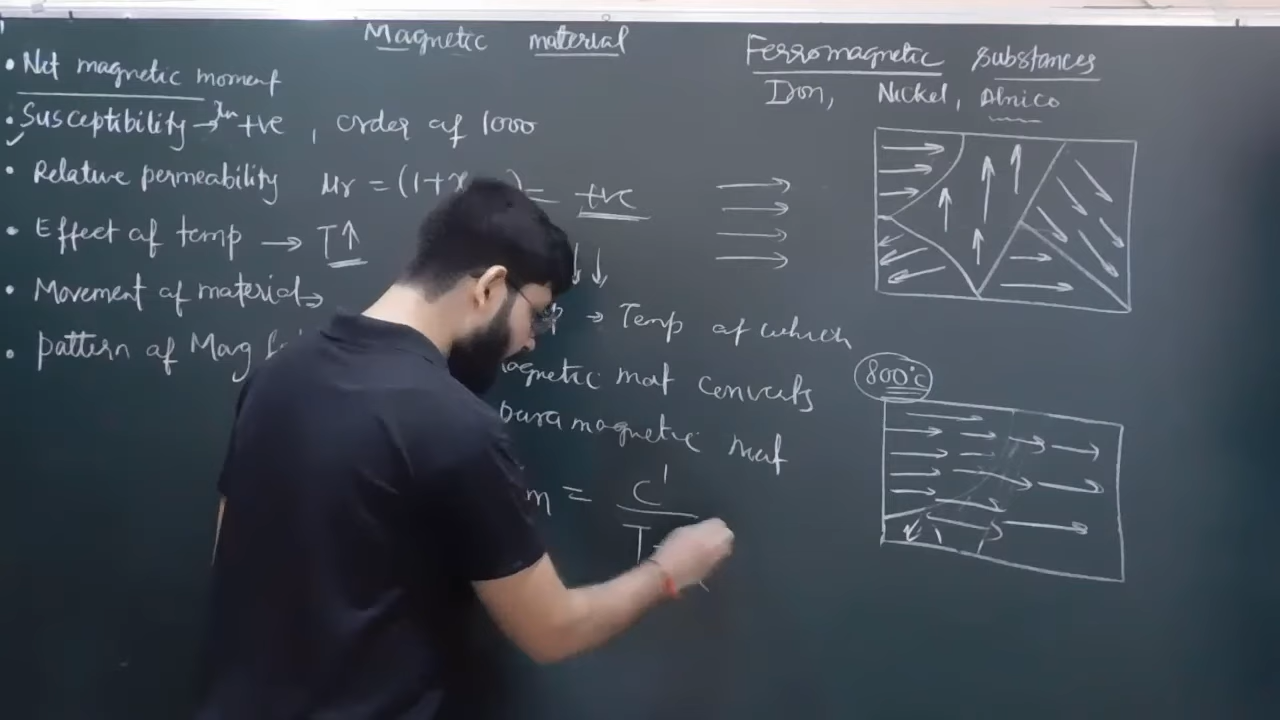 Magnetic material
• Net magnetic moment
• Susceptibility → χm +ve , order of 1000
• Relative permeability μr = (1+χ ) = +ve
• Effect of temp → T↑ ↓↓
• Movement of material →
• pattern of Mag
→ Temp at which
agnetic mat converts
para magnetic mat
m = C'
T-
Ferromagnetic substances
Iron, Nickel, Alnico
800°C